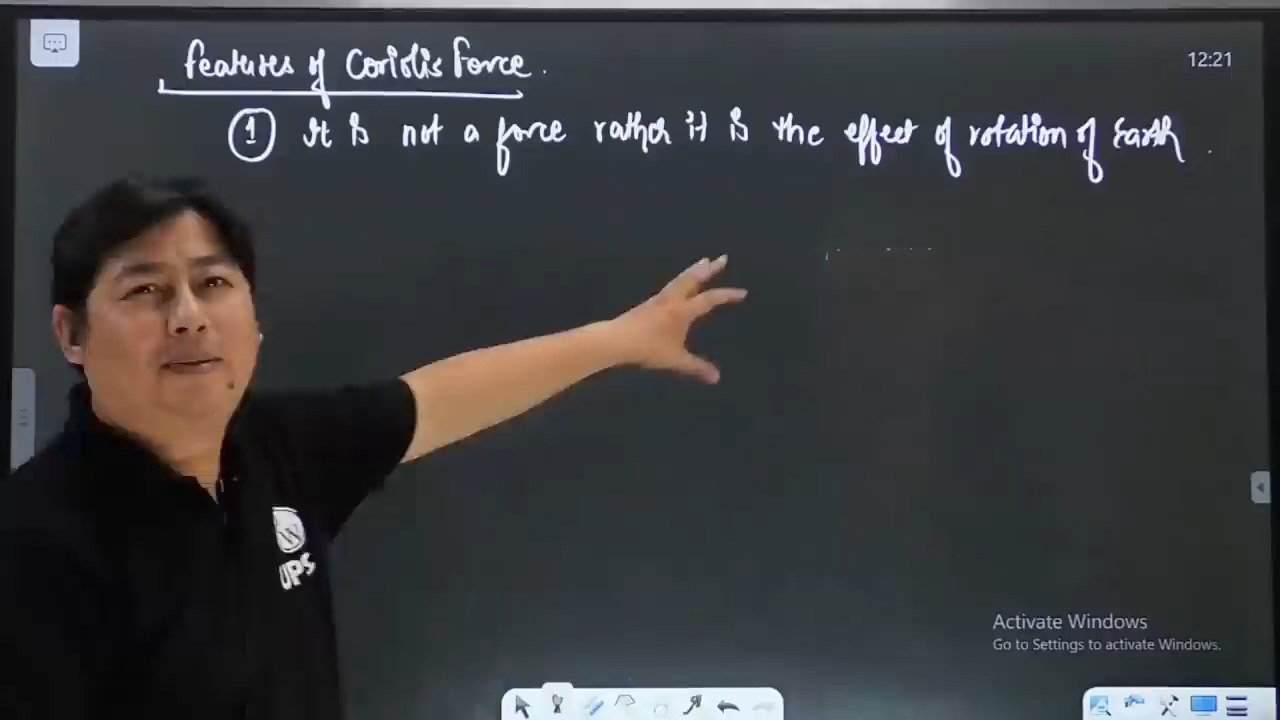 Features of Coriolis Force.
12:21
① It is not a force rather it is the effect of rotation of Earth.
W
UPS
Activate Windows
Go to Settings to activate Windows.